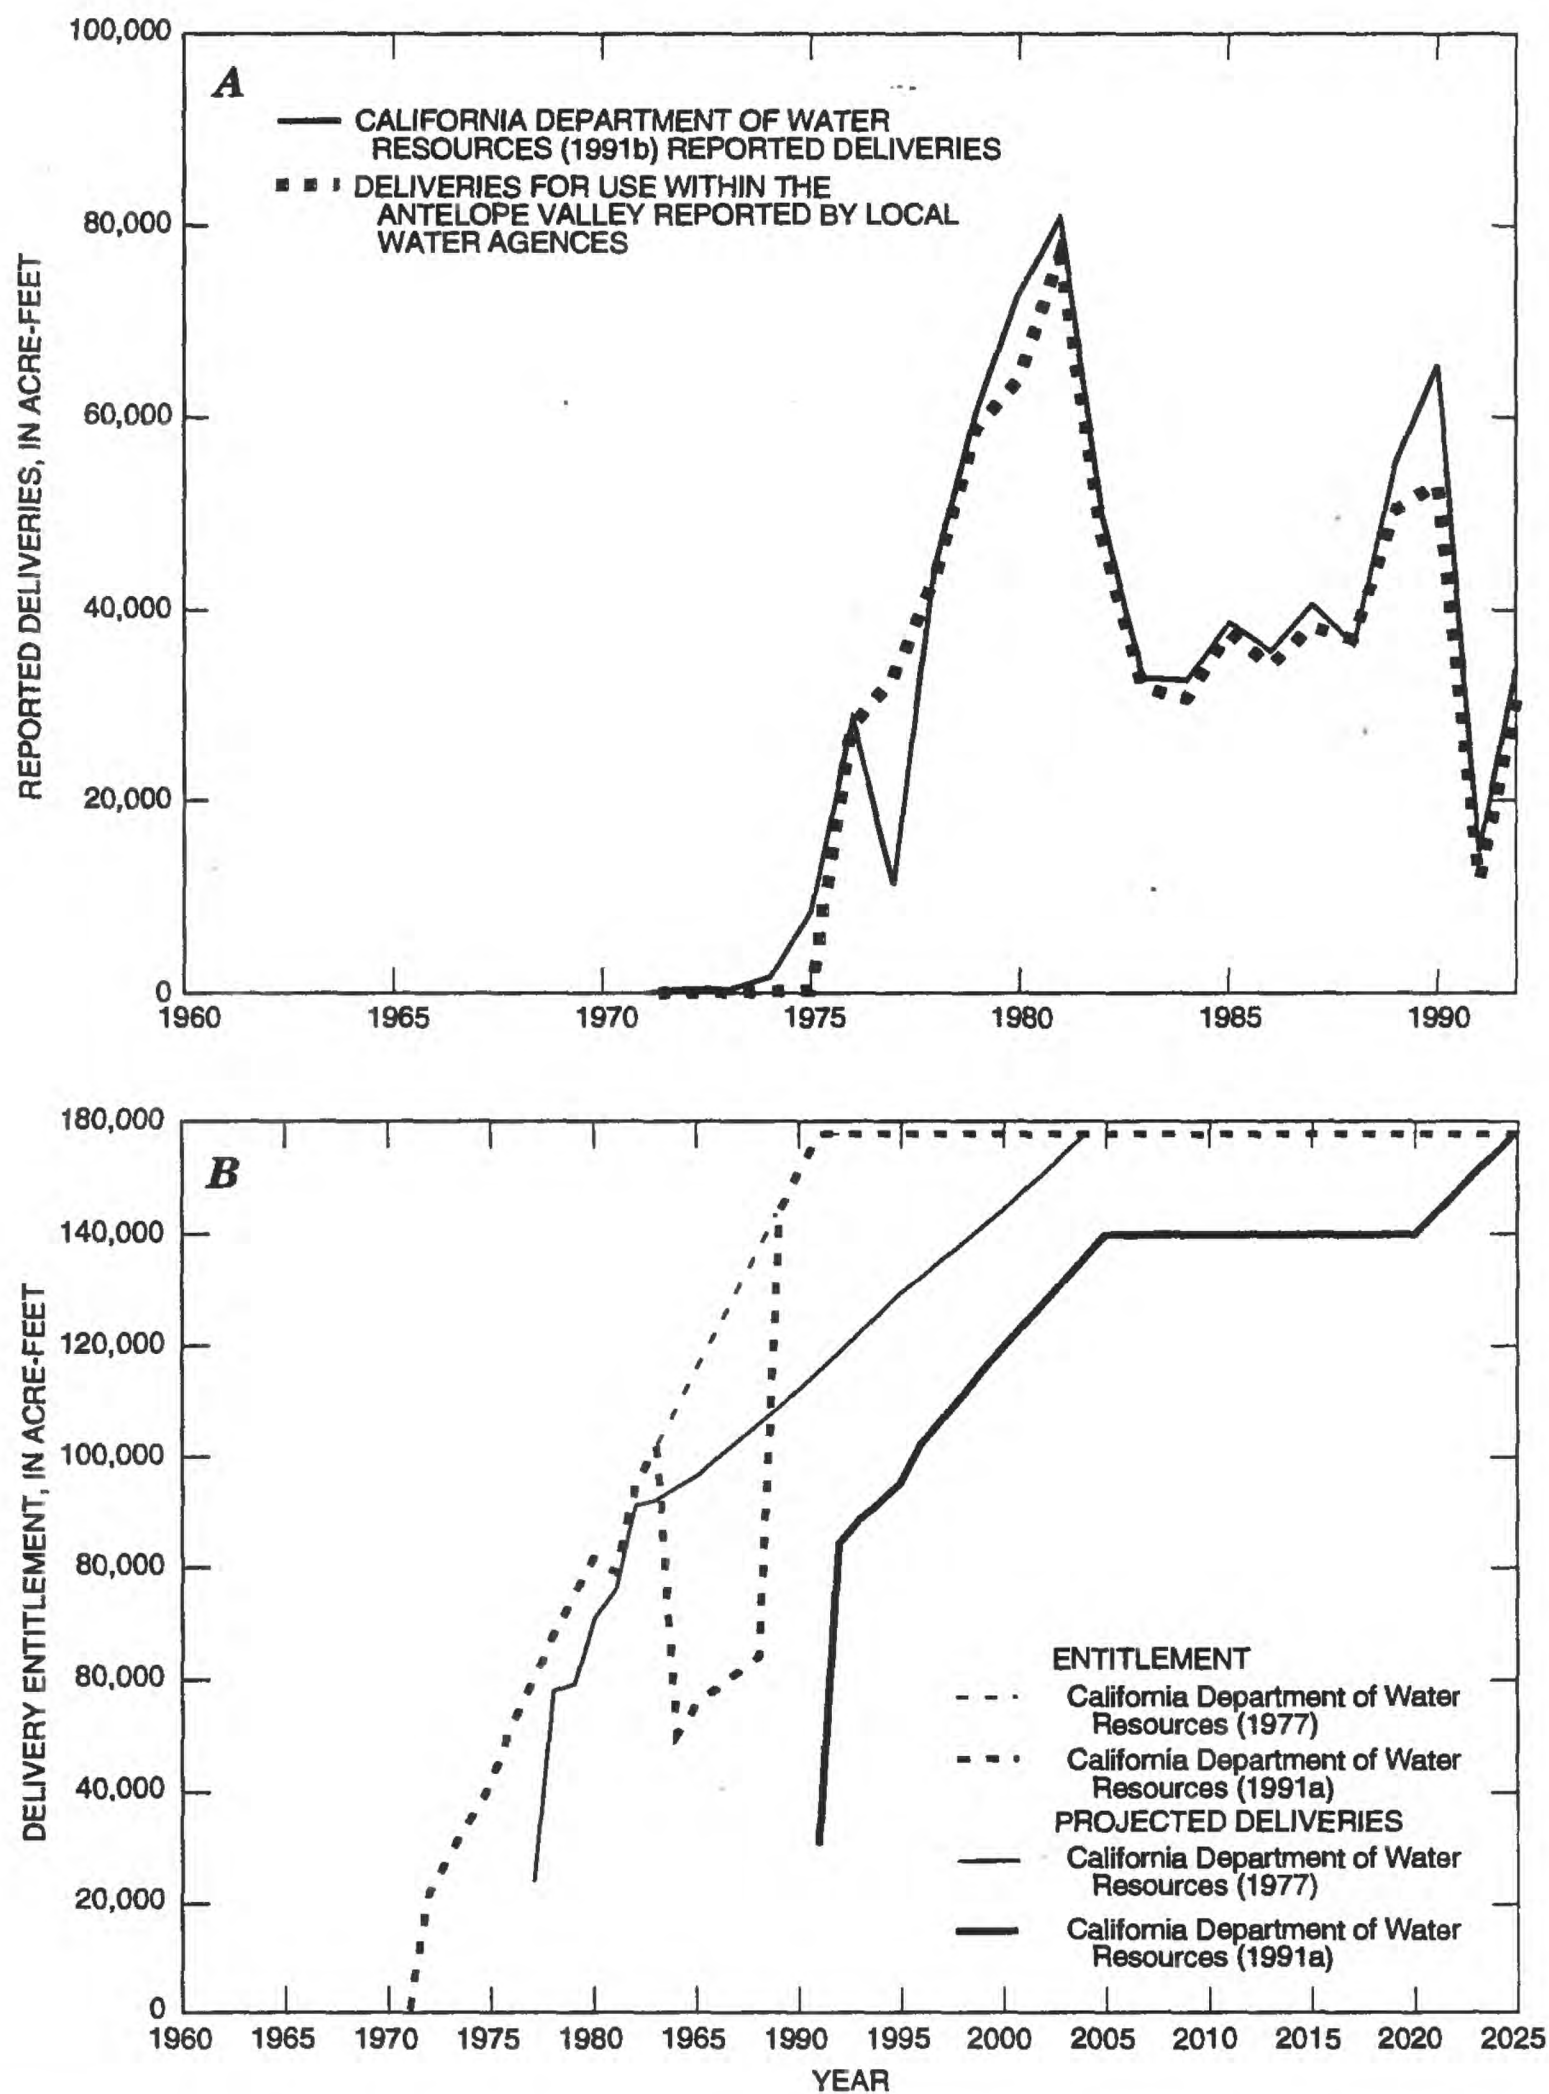 100,000
A
CALIFORNIA DEPARTMENT OF WATER
RESOURCES (1991b) REPORTED DELIVERIES
DELIVERIES FOR USE WITHIN THE
ANTELOPE VALLEY REPORTED BY LOCAL
WATER AGENCES
80,000
60,000
40,000
20,000
0
REPORTED DELIVERIES, IN ACRE-FEET
1960 1965 1970 1975 1980 1985 1990
180,000
B
140,000
120,000
100,000
80,000
80,000
40,000
20,000
0
DELIVERY ENTITLEMENT, IN ACRE-FEET
ENTITLEMENT
California Department of Water
Resources (1977)
California Department of Water
Resources (1991a)
PROJECTED DELIVERIES
California Department of Water
Resources (1977)
California Department of Water
Resources (1991a)
1960 1965 1970 1975 1980 1965 1990 1995 2000 2005 2010 2015 2020 2025
YEAR